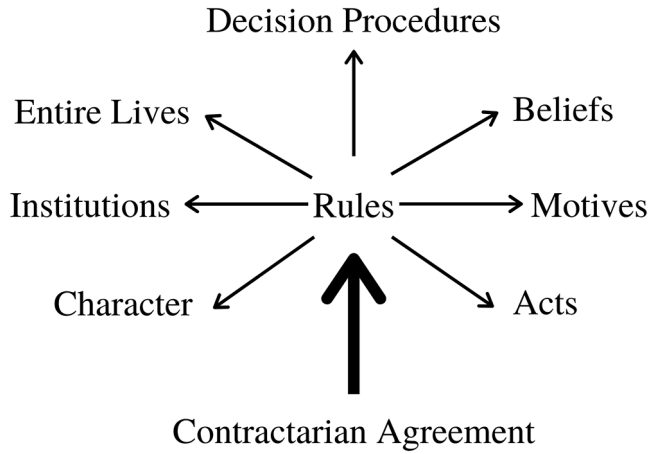 Decision Procedures
Entire Lives
Beliefs
Institutions
Rules
Motives
Character
Acts
Contractarian Agreement